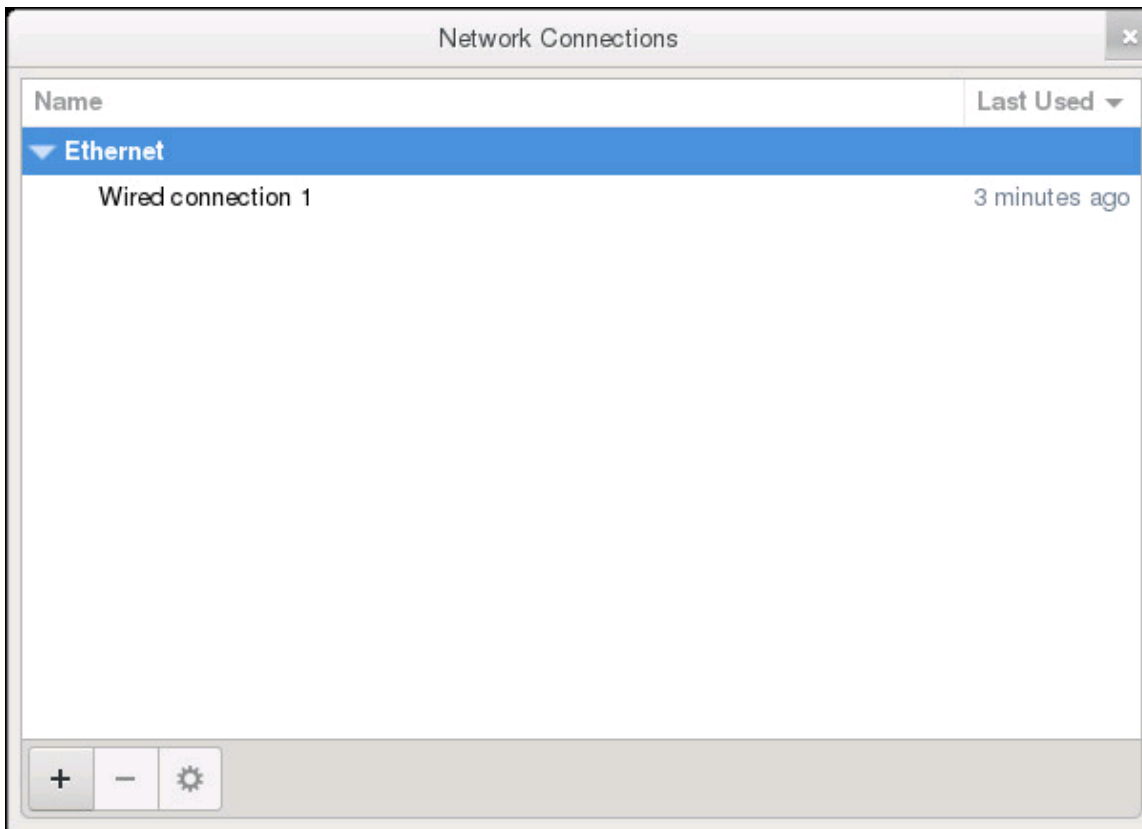 Network Connections
Name Last Used
Ethernet
Wired connection 1 3 minutes ago